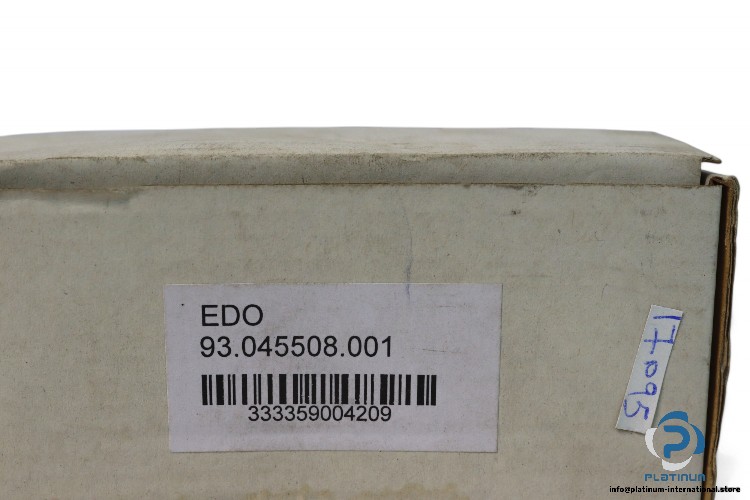 EDO
93.045508.001
333359004209
17095
PLATINUM
info@platinum-international.store